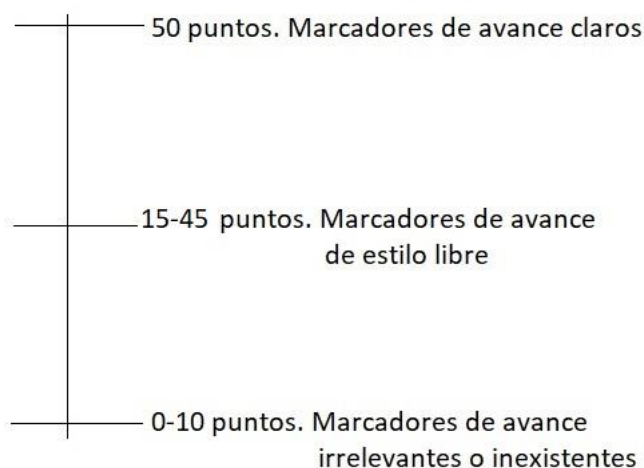 50 puntos. Marcadores de avance claros
15-45 puntos. Marcadores de avance
de estilo libre
0-10 puntos. Marcadores de avance
irrelevantes o inexistentes